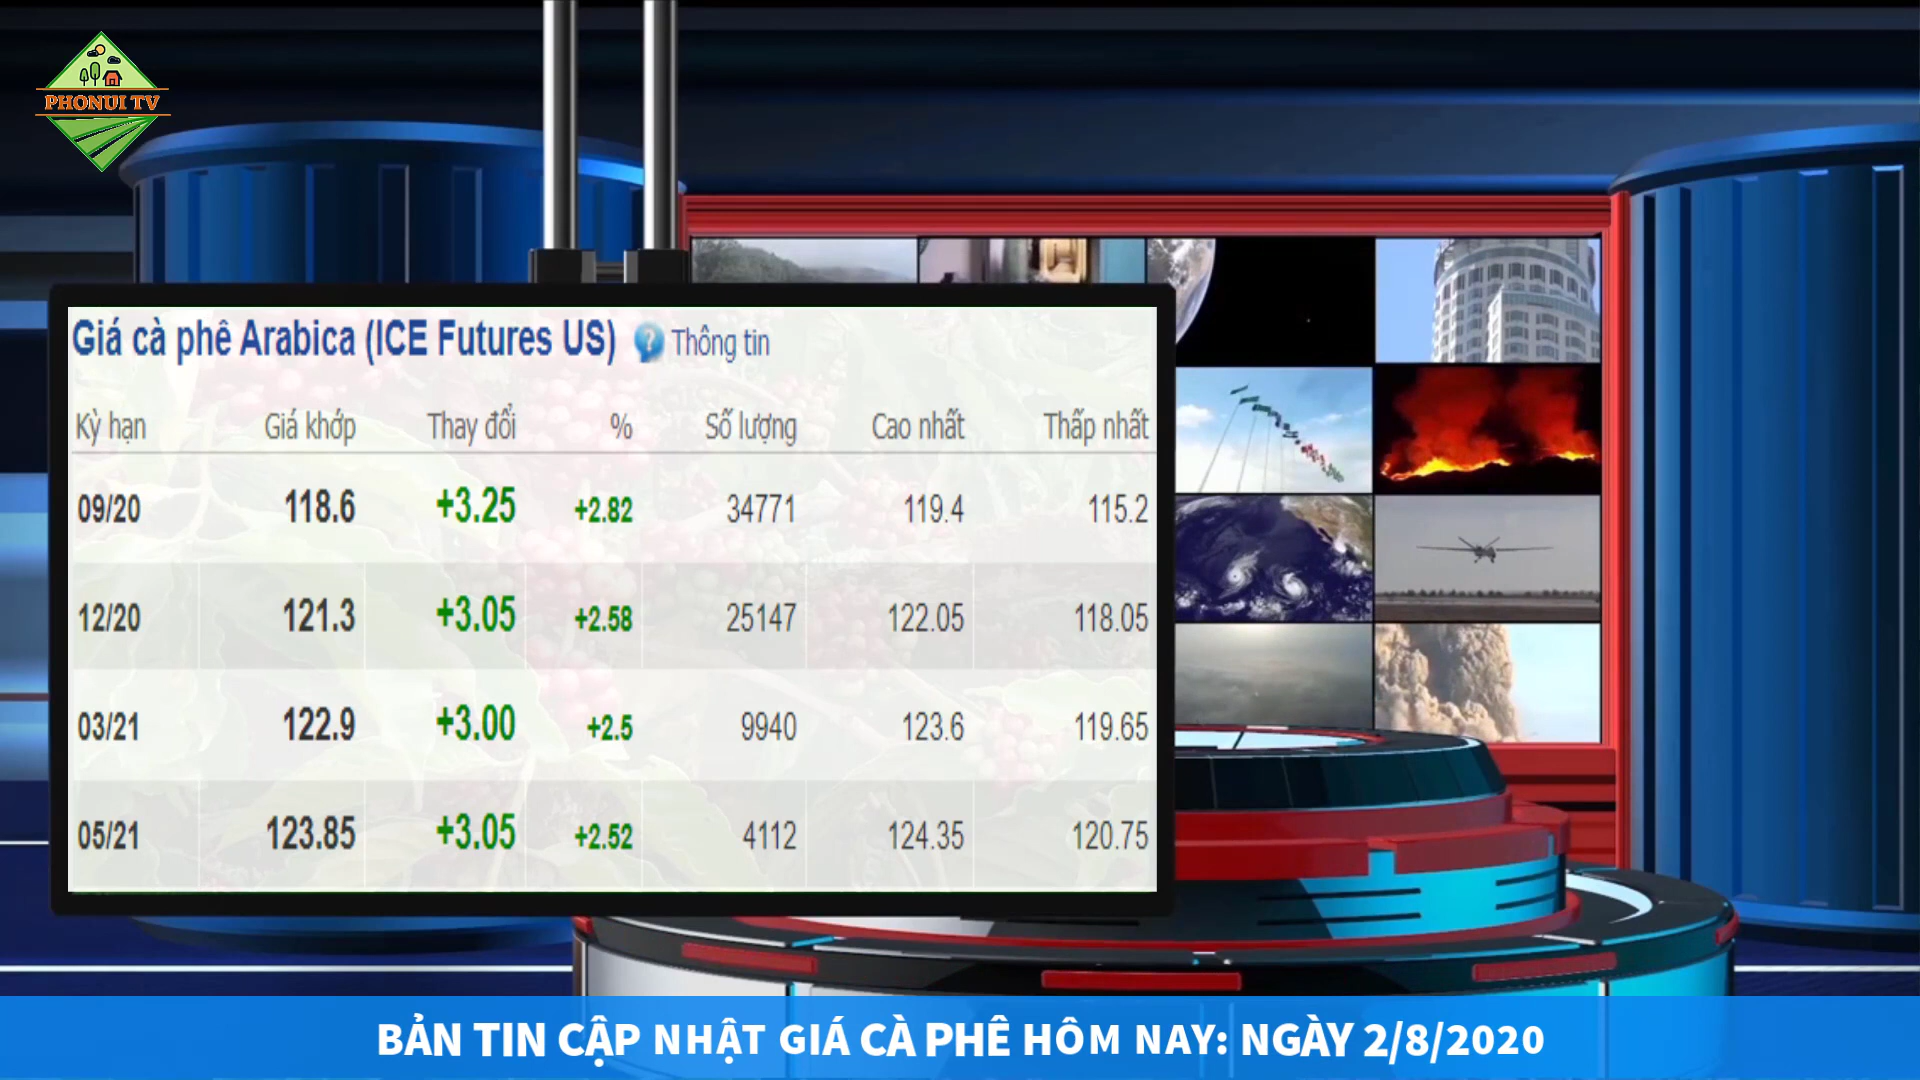 PHONUI TV
Giá cà phê Arabica (ICE Futures US) ? Thông tin
Kỳ hạn Giá khớp Thay đổi % Số lượng Cao nhất Thấp nhất
09/20 118.6 +3.25 +2.82 34771 119.4 115.2
12/20 121.3 +3.05 +2.58 25147 122.05 118.05
03/21 122.9 +3.00 +2.5 9940 123.6 119.65
05/21 123.85 +3.05 +2.52 4112 124.35 120.75
BẢN TIN CẬP NHẬT GIÁ CÀ PHÊ HÔM NAY: NGÀY 2/8/2020